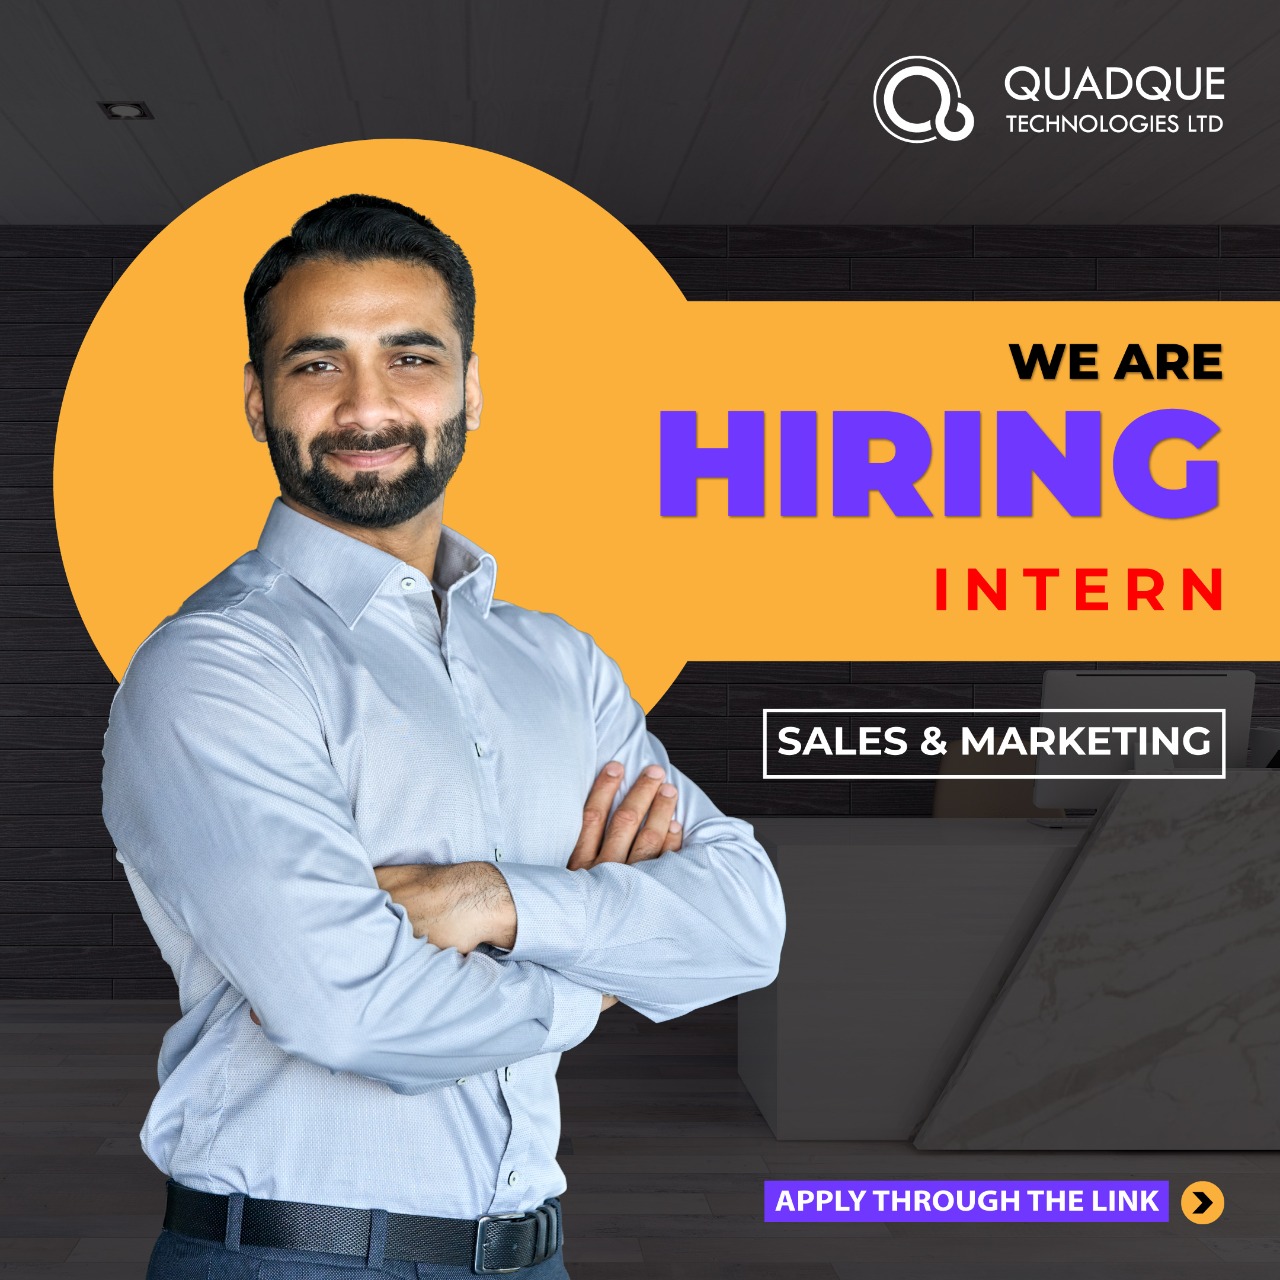 QUADQUE
TECHNOLOGIES LTD
WE ARE
HIRING
INTERN
SALES & MARKETING
APPLY THROUGH THE LINK